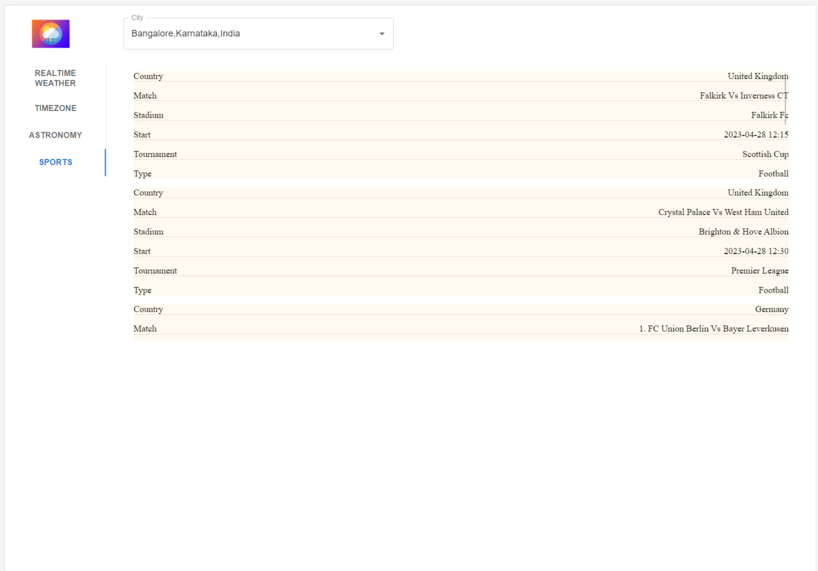 City
Bangalore,Karnataka,India
REALTIME
WEATHER
TIMEZONE
ASTRONOMY
SPORTS
Country United Kingdom
Match Falkirk Vs Inverness CT
Stadium Falkirk Fc
Start 2023-04-28 12:15
Tournament Scottish Cup
Type Football
Country United Kingdom
Match Crystal Palace Vs West Ham United
Stadium Brighton & Hove Albion
Start 2023-04-28 12:30
Tournament Premier League
Type Football
Country Germany
Match 1. FC Union Berlin Vs Bayer Leverkusen